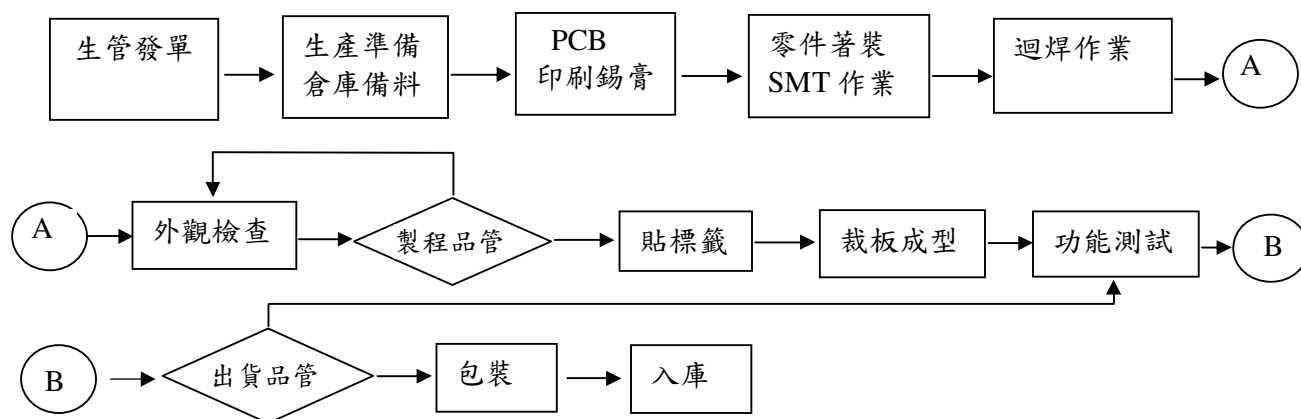 生管發單
生產準備
倉庫備料
PCB
印刷錫膏
零件著裝
SMT 作業
迴焊作業
A
A
外觀檢查
製程品管
貼標籤
裁板成型
功能測試
B
B
出貨品管
包裝
入庫